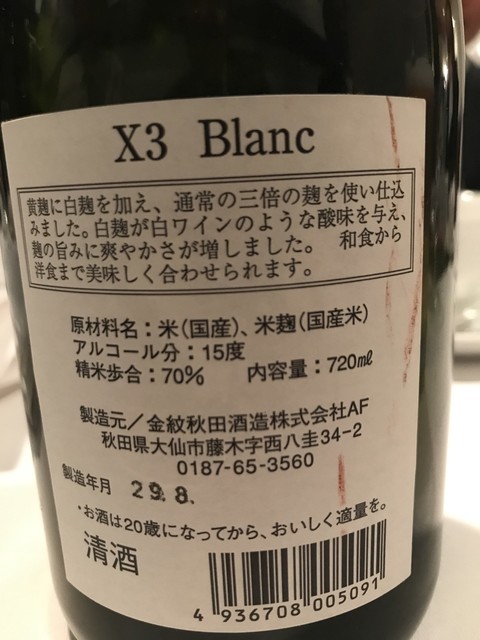 X3 Blanc
黄麹に白麹を加え、通常の三倍の麹を使い仕込
みました。白麹が白ワインのような酸味を与え、
麹の旨みに爽やかさが増しました。 和食から
洋食まで美味しく合わせられます。
原材料名：米(国産)、米麹(国産米)
アルコール分：15度
精米歩合：70% 内容量：720㎖
製造元／金紋秋田酒造株式会社AF
秋田県大仙市藤木字西八圭34-2
0187-65-3560
製造年月 29.8.
・お酒は20歳になってから、おいしく適量を。
清酒
4 936708 005091